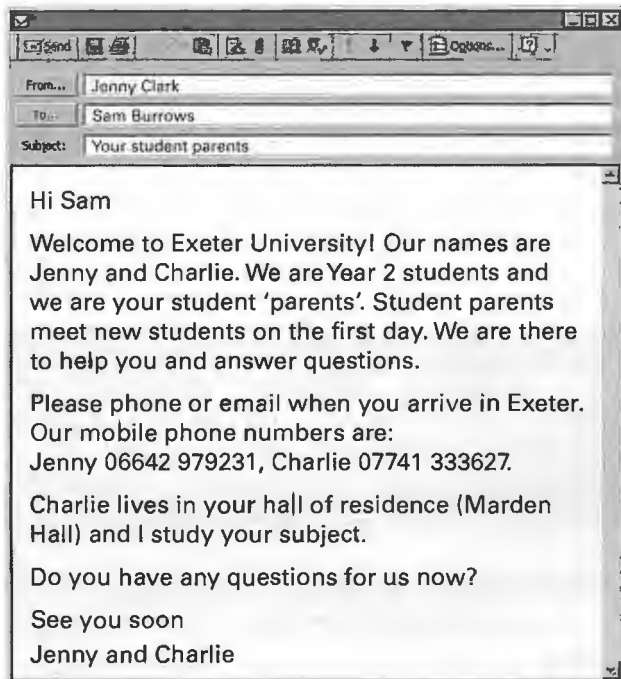 Send
Options...
From... Jenny Clark
To... Sam Burrows
Subject: Your student parents
Hi Sam
Welcome to Exeter University! Our names are
Jenny and Charlie. We are Year 2 students and
we are your student 'parents'. Student parents
meet new students on the first day. We are there
to help you and answer questions.
Please phone or email when you arrive in Exeter.
Our mobile phone numbers are:
Jenny 06642 979231, Charlie 07741 333627.
Charlie lives in your hall of residence (Marden
Hall) and I study your subject.
Do you have any questions for us now?
See you soon
Jenny and Charlie